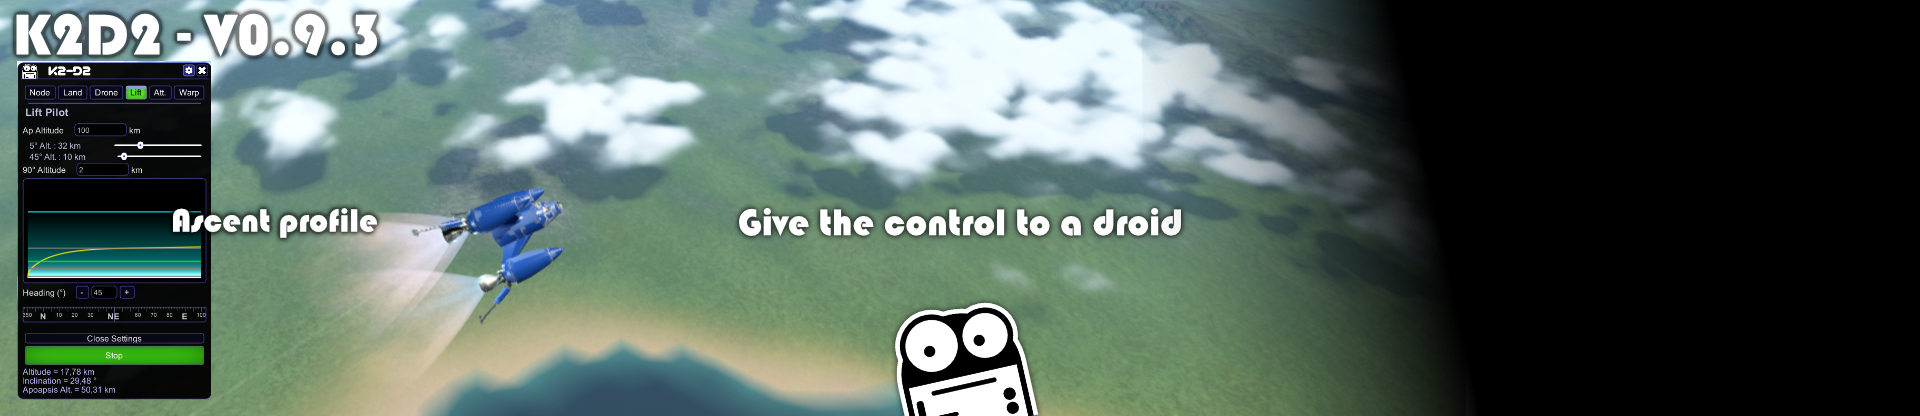 K2D2 - V0.9.3
K2-D2
Node Land Drone Lift Att. Warp
Lift Pilot
Ap Altitude 100 km
5° Alt. : 32 km
45° Alt. : 10 km
90° Altitude 2 km
Ascent profile
Give the control to a droid
Heading (°) - 45 +
350 N 10 20 30 NE 60 70 80 E 100
Close Settings
Stop
Altitude = 17,78 km
Inclination = 29,48 °
Apoapsis Alt. = 50,31 km